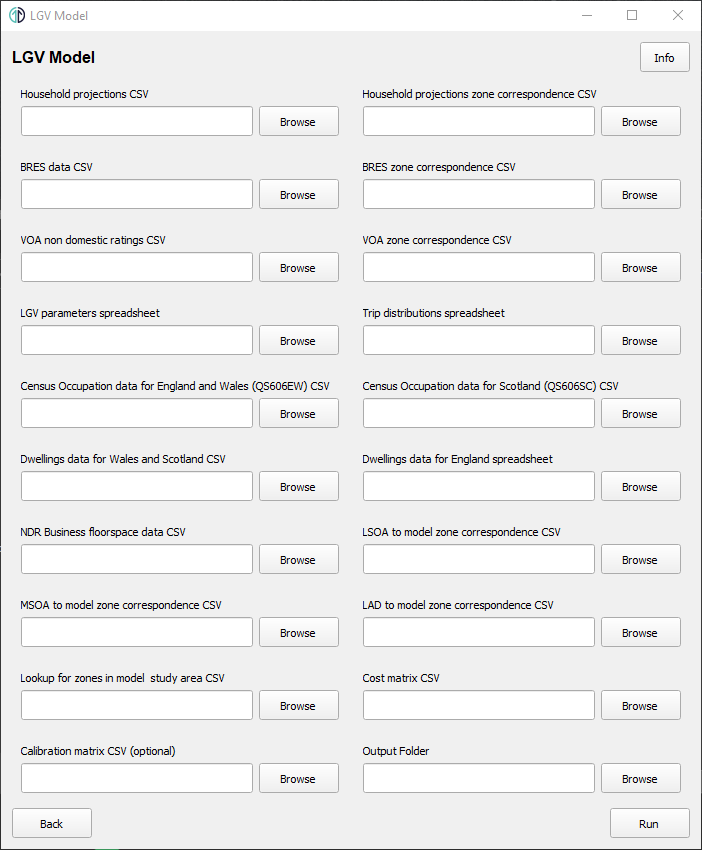 LGV Model
LGV Model
Info
Household projections CSV
Household projections zone correspondence CSV
Browse
Browse
BRES data CSV
BRES zone correspondence CSV
Browse
Browse
VOA non domestic ratings CSV
VOA zone correspondence CSV
Browse
Browse
LGV parameters spreadsheet
Trip distributions spreadsheet
Browse
Browse
Census Occupation data for England and Wales (QS606EW) CSV
Census Occupation data for Scotland (QS606SC) CSV
Browse
Browse
Dwellings data for Wales and Scotland CSV
Dwellings data for England spreadsheet
Browse
Browse
NDR Business floorspace data CSV
LSOA to model zone correspondence CSV
Browse
Browse
MSOA to model zone correspondence CSV
LAD to model zone correspondence CSV
Browse
Browse
Lookup for zones in model  study area CSV
Cost matrix CSV
Browse
Browse
Calibration matrix CSV (optional)
Output Folder
Browse
Browse
Back
Run